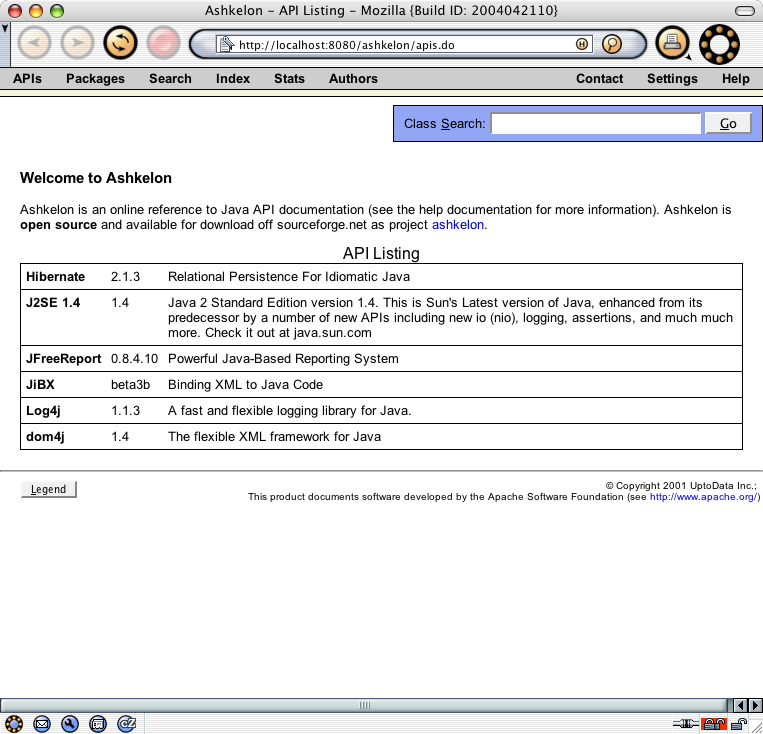 Ashkelon - API Listing - Mozilla {Build ID: 2004042110}
http://localhost:8080/ashkelon/apis.do
APIs Packages Search Index Stats Authors Contact Settings Help
Class Search: Go
Welcome to Ashkelon
Ashkelon is an online reference to Java API documentation (see the help documentation for more information). Ashkelon is
open source and available for download off sourceforge.net as project ashkelon.
API Listing
Hibernate 2.1.3 Relational Persistence For Idiomatic Java
J2SE 1.4 1.4 Java 2 Standard Edition version 1.4. This is Sun's Latest version of Java, enhanced from its
predecessor by a number of new APIs including new io (nio), logging, assertions, and much much
more. Check it out at java.sun.com
JFreeReport 0.8.4.10 Powerful Java-Based Reporting System
JiBX beta3b Binding XML to Java Code
Log4j 1.1.3 A fast and flexible logging library for Java.
dom4j 1.4 The flexible XML framework for Java
Legend
© Copyright 2001 UptoData Inc.;
This product documents software developed by the Apache Software Foundation (see http://www.apache.org/)